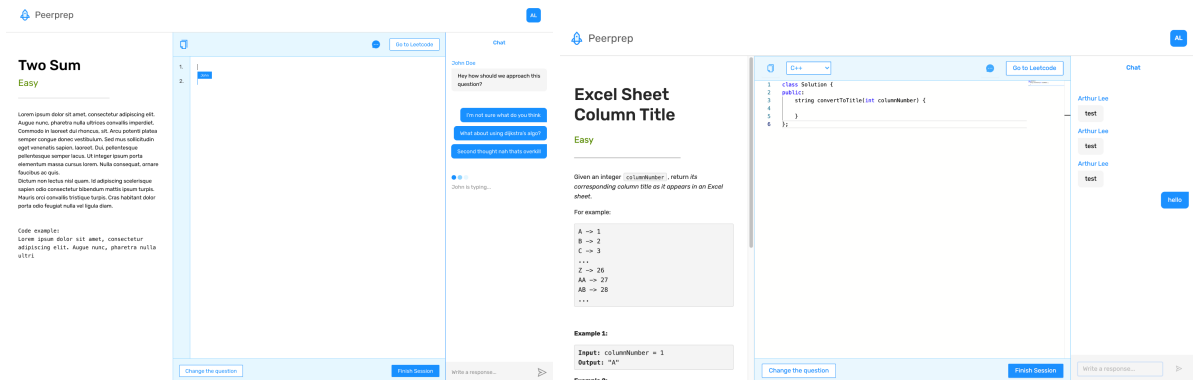 Peerprep
AL
Two Sum
Easy
Lorem ipsum dolor sit amet, consectetur adipiscing elit.
Augue nunc, pharetra nulla ultrices convallis imperdiet.
Commodo in laoreet dui rhoncus, sit. Arcu potenti platea
semper congue donec vestibulum. Sed mus sollicitudin
eget venenatis sapien, laoreet. Dui, pellentesque
pellentesque semper lacus. Ut integer ipsum porta
elementum massa cursus lorem. Nulla consequat, ornare
faucibus ac quis.
Dictum non lectus nisl quam. Id adipiscing scelerisque
sapien odio consectetur bibendum mattis ipsum turpis.
Mauris orci convallis tristique turpis. Cras habitant dolor
porta odio feugiat nulla vel ligula diam.
Code example:
Lorem ipsum dolor sit amet, consectetur
adipiscing elit. Augue nunc, pharetra nulla
ultri
Go to Leetcode
1.
2.
Change the question
Finish Session
Chat
John Doe
Hey how should we approach this
question?
I'm not sure what do you think
What about using dijkstra's algo?
Second thought nah thats overkill
John is typing...
Write a response...
Peerprep
AL
Excel Sheet
Column Title
Easy
Given an integer columnNumber, return its
corresponding column title as it appears in an Excel
sheet.
For example:
A -> 1
B -> 2
C -> 3
...
Z -> 26
AA -> 27
AB -> 28
...
Example 1:
Input: columnNumber = 1
Output: "A"
C++
Go to Leetcode
1 class Solution {
2 public:
3 string convertToTitle(int columnNumber) {
4
5 }
6 };
Change the question
Finish Session
Chat
Arthur Lee
test
Arthur Lee
test
Arthur Lee
test
hello
Write a response...